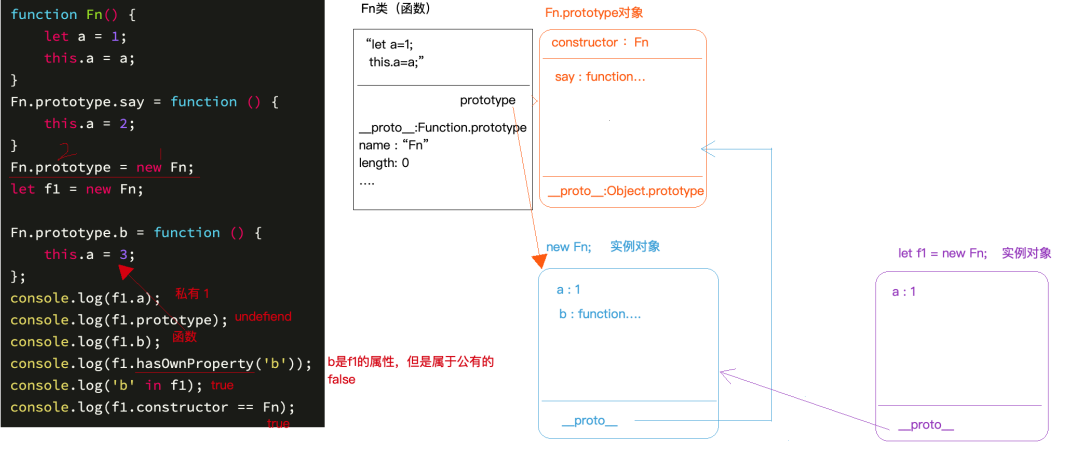 function Fn() {
let a = 1;
this.a = a;
}
Fn.prototype.say = function () {
this.a = 2;
}
2 1
Fn.prototype = new Fn;
let f1 = new Fn;
Fn.prototype.b = function () {
this.a = 3;
};
console.log(f1.a); 私有 1
console.log(f1.prototype); undefiend
函数
console.log(f1.b);
console.log(f1.hasOwnProperty('b'));
b是f1的属性，但是属于公有的
false
console.log('b' in f1); true
console.log(f1.constructor == Fn);
true
Fn类（函数）
“let a=1;
this.a=a;”
prototype
__proto__:Function.prototype
name : “Fn”
length: 0
....
Fn.prototype对象
constructor : Fn
say : function...
__proto__:Object.prototype
new Fn; 实例对象
a : 1
b : function....
__proto__
let f1 = new Fn; 实例对象
a : 1
__proto__